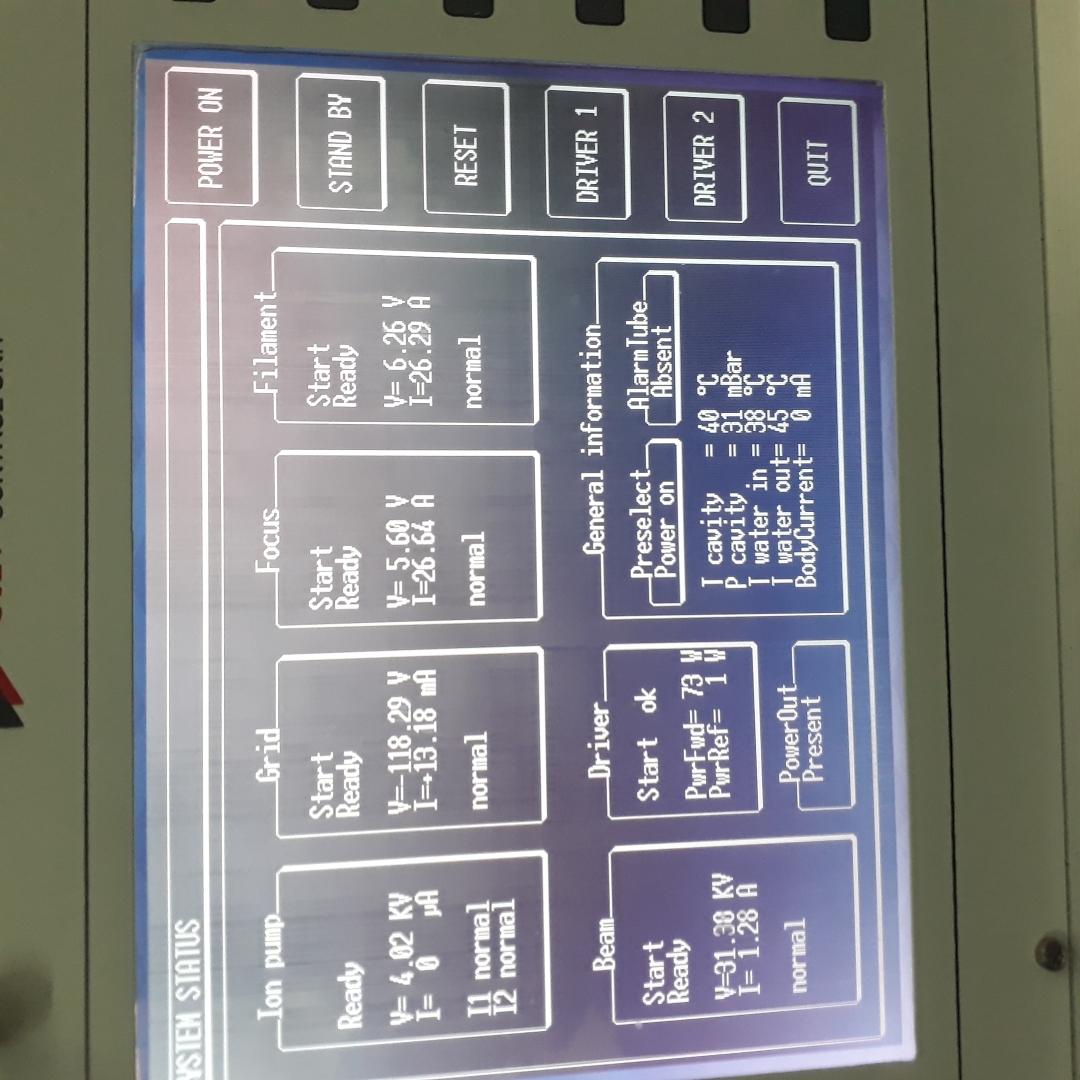 CONTROL UNIT
YSTEM STATUS
POWER ON
STAND BY
RESET
DRIVER 1
DRIVER 2
QUIT
Ion pump
Ready
V= 4.02 KV
I= 0 µA
I1 normal
I2 normal
Grid
Start
Ready
V=-118.29 V
I=+13.18 mA
normal
Focus
Start
Ready
V= 5.60 V
I=26.64 A
normal
Filament
Start
Ready
V= 6.26 V
I=26.29 A
normal
Beam
Start
Ready
V=31.30 KV
I= 1.28 A
normal
Driver
Start ok
PwrFwd= 73 W
PwrRef= 1 W
PowerOut
Present
General information
Preselect
Power on
AlarmTube
Absent
T cavity = 40 °C
P cavity = 31 mBar
T water in = 38 °C
T water out= 45 °C
BodyCurrent= 0 mA